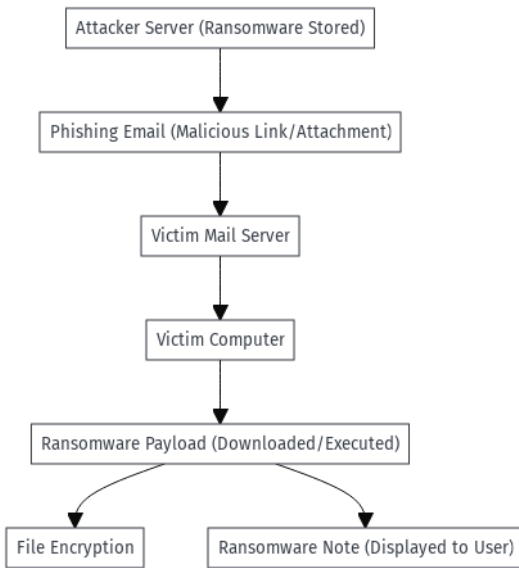 Attacker Server (Ransomware Stored)
Phishing Email (Malicious Link/Attachment)
Victim Mail Server
Victim Computer
Ransomware Payload (Downloaded/Executed)
File Encryption
Ransomware Note (Displayed to User)